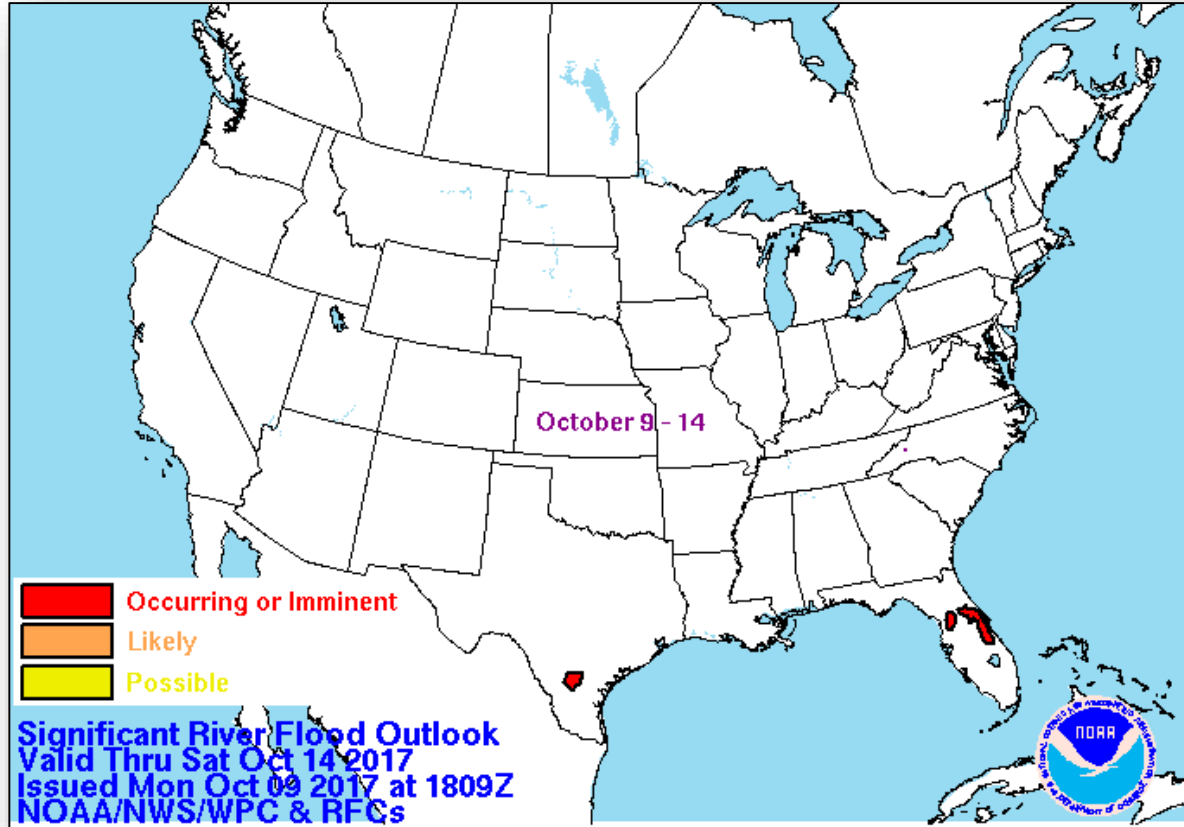 October 9 - 14
Occurring or Imminent
Likely
Possible
Significant River Flood Outlook
Valid Thru Sat Oct 14 2017
Issued Mon Oct 09 2017 at 1809Z
NOAA/NWS/WPC & RFCs
NOAA